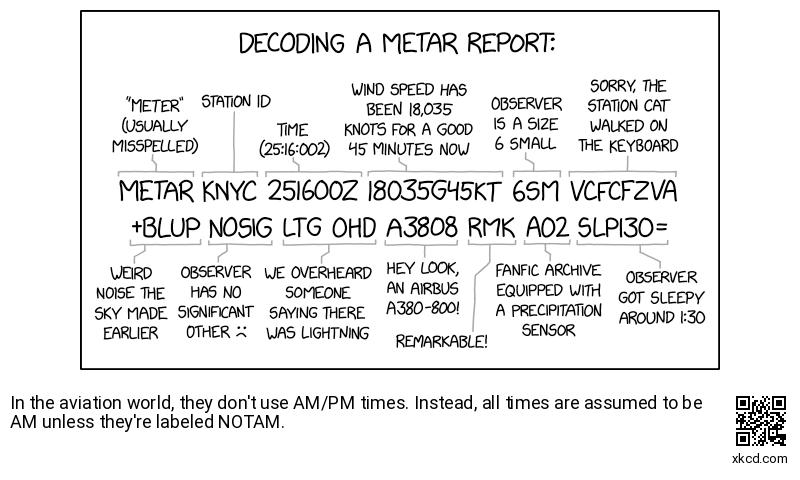 DECODING A METAR REPORT:
"METER"
(USUALLY
MISSPELLED)
STATION ID
TIME
(25:16:002)
WIND SPEED HAS
BEEN 18,035
KNOTS FOR A GOOD
45 MINUTES NOW
OBSERVER
IS A SIZE
6 SMALL
SORRY, THE
STATION CAT
WALKED ON
THE KEYBOARD
METAR KNYC 251600Z 18035G45KT 6SM VCFCFZVA
+BLUP NOSIG LTG OHD A3808 RMK AO2 SLP130=
WEIRD
NOISE THE
SKY MADE
EARLIER
OBSERVER
HAS NO
SIGNIFICANT
OTHER :(
WE OVERHEARD
SOMEONE
SAYING THERE
WAS LIGHTNING
HEY LOOK,
AN AIRBUS
A380-800!
REMARKABLE!
FANFIC ARCHIVE
EQUIPPED WITH
A PRECIPITATION
SENSOR
OBSERVER
GOT SLEEPY
AROUND 1:30
In the aviation world, they don't use AM/PM times. Instead, all times are assumed to be
AM unless they're labeled NOTAM.
xkcd.com